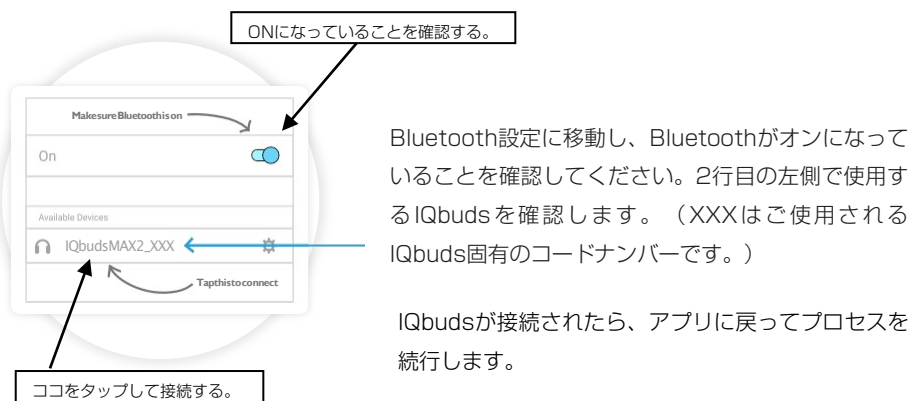 ONになっていることを確認する。
Make sure Bluetooth is on
On
Available Devices
IQbudsMAX2_XXX
Tap this to connect
ココをタップして接続する。
Bluetooth設定に移動し、Bluetoothがオンになって
いることを確認してください。2行目の左側で使用す
るIQbudsを確認します。（XXXはご使用される
IQbuds固有のコードナンバーです。）
IQbudsが接続されたら、アプリに戻ってプロセスを
続行します。